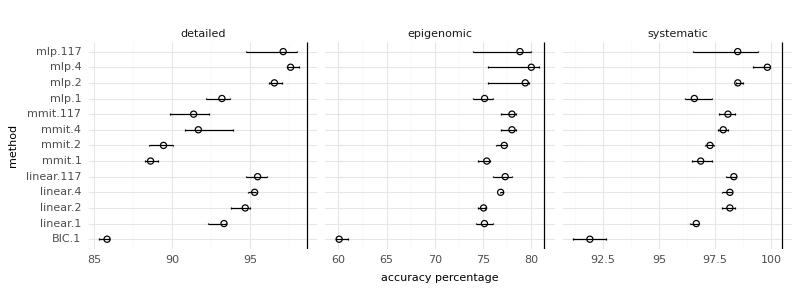 detailed epigenomic systematic
mlp.117
mlp.4
mlp.2
mlp.1
mmit.117
mmit.4
mmit.2
mmit.1
linear.117
linear.4
linear.2
linear.1
BIC.1
method
85 90 95 60 65 70 75 80 92.5 95 97.5 100
accuracy percentage